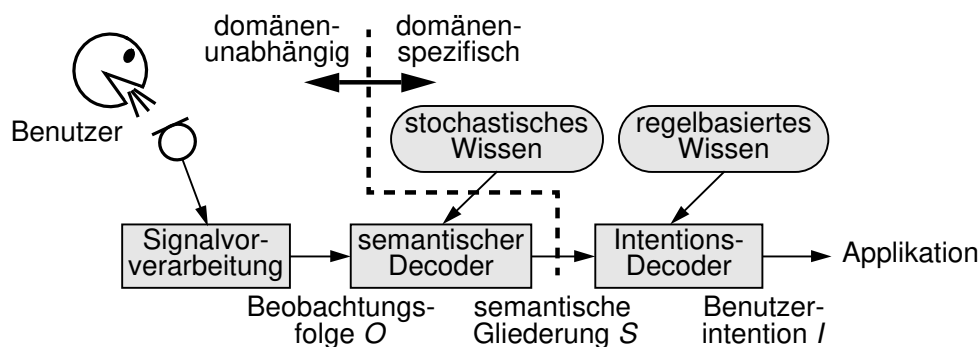 domänen-
unabhängig
domänen-
spezifisch
Benutzer
stochastisches
Wissen
regelbasiertes
Wissen
Signalvor-
verarbeitung
semantischer
Decoder
Intentions-
Decoder
Applikation
Beobachtungs-
folge O
semantische
Gliederung S
Benutzer-
intention I